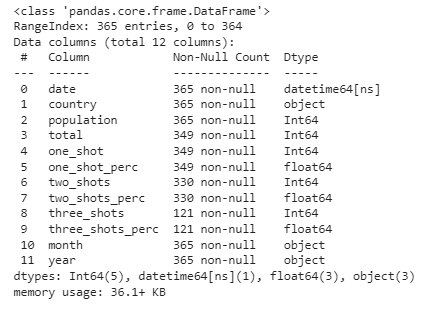 <class 'pandas.core.frame.DataFrame'>
RangeIndex: 365 entries, 0 to 364
Data columns (total 12 columns):
 #   Column            Non-Null Count  Dtype
---  ------            --------------  -----
 0   date              365 non-null    datetime64[ns]
 1   country           365 non-null    object
 2   population        365 non-null    Int64
 3   total             349 non-null    Int64
 4   one_shot          349 non-null    Int64
 5   one_shot_perc     349 non-null    float64
 6   two_shots         330 non-null    Int64
 7   two_shots_perc    330 non-null    float64
 8   three_shots       121 non-null    Int64
 9   three_shots_perc  121 non-null    float64
 10  month             365 non-null    object
 11  year              365 non-null    object
dtypes: Int64(5), datetime64[ns](1), float64(3), object(3)
memory usage: 36.1+ KB